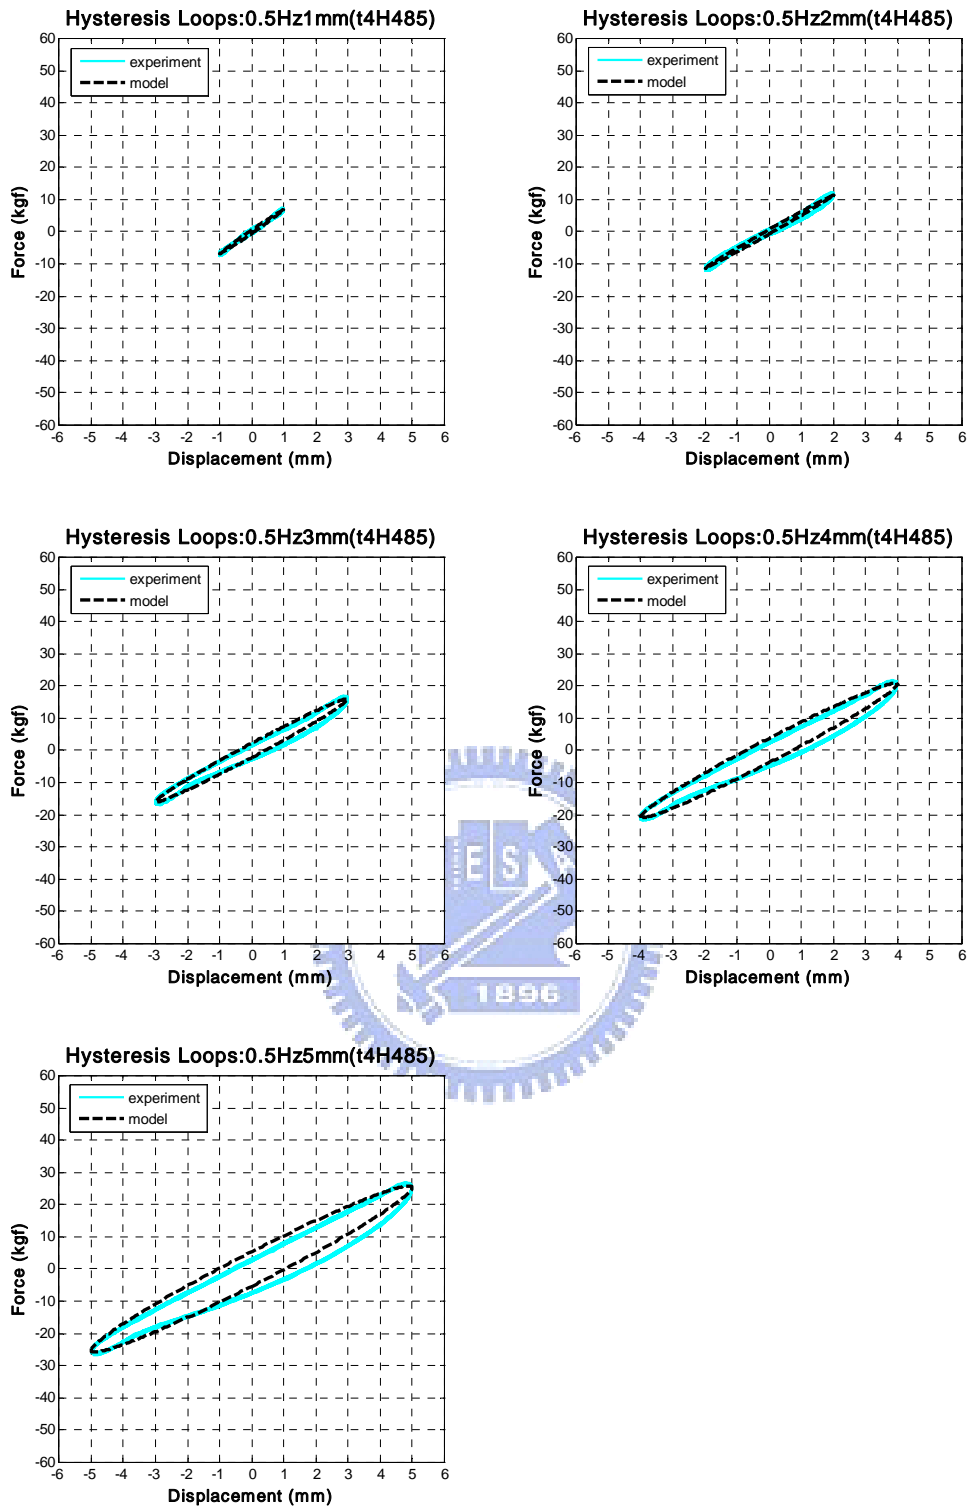 Hysteresis Loops:0.5Hz1mm(t4H485)
60
50
40
30
20
10
0
-10
-20
-30
-40
-50
-60
Force (kgf)
experiment
model
-6 -5 -4 -3 -2 -1 0 1 2 3 4 5 6
Displacement (mm)
Hysteresis Loops:0.5Hz2mm(t4H485)
60
50
40
30
20
10
0
-10
-20
-30
-40
-50
-60
Force (kgf)
experiment
model
-6 -5 -4 -3 -2 -1 0 1 2 3 4 5 6
Displacement (mm)
Hysteresis Loops:0.5Hz3mm(t4H485)
60
50
40
30
20
10
0
-10
-20
-30
-40
-50
-60
Force (kgf)
experiment
model
-6 -5 -4 -3 -2 -1 0 1 2 3 4 5 6
Displacement (mm)
Hysteresis Loops:0.5Hz4mm(t4H485)
60
50
40
30
20
10
0
-10
-20
-30
-40
-50
-60
Force (kgf)
experiment
model
-6 -5 -4 -3 -2 -1 0 1 2 3 4 5 6
Displacement (mm)
E S A
1896
Hysteresis Loops:0.5Hz5mm(t4H485)
60
50
40
30
20
10
0
-10
-20
-30
-40
-50
-60
Force (kgf)
experiment
model
-6 -5 -4 -3 -2 -1 0 1 2 3 4 5 6
Displacement (mm)